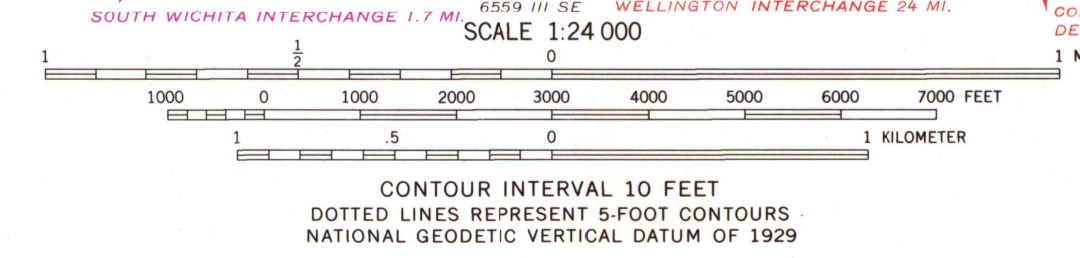 SOUTH WICHITA INTERCHANGE 1.7 MI.
6559 III SE
WELLINGTON INTERCHANGE 24 MI.
SCALE 1:24 000
1 1/2 0 1
1000 0 1000 2000 3000 4000 5000 6000 7000 FEET
1 .5 0 1 KILOMETER
CONTOUR INTERVAL 10 FEET
DOTTED LINES REPRESENT 5-FOOT CONTOURS
NATIONAL GEODETIC VERTICAL DATUM OF 1929